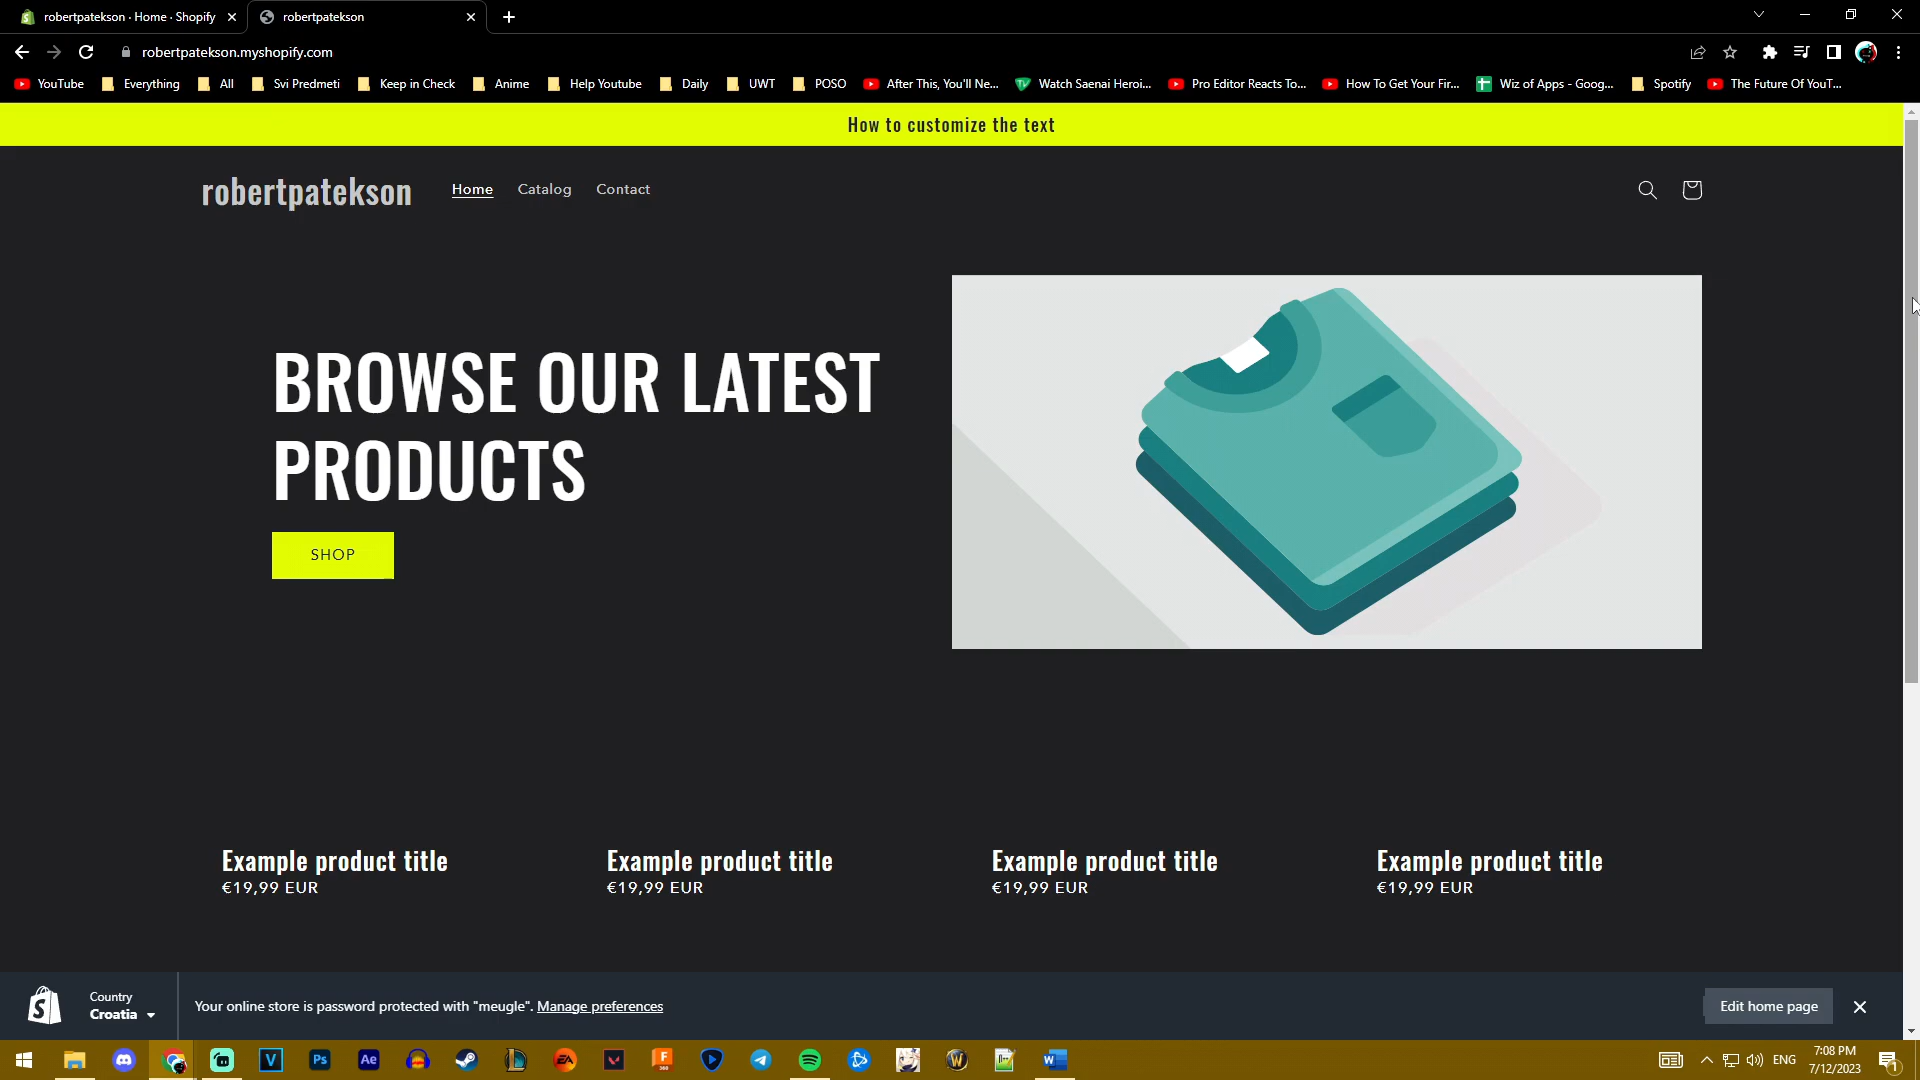 robertpatekson · Home · Shopify
robertpatekson
robertpatekson.myshopify.com
YouTube
Everything
All
Svi Predmeti
Keep in Check
Anime
Help Youtube
Daily
UWT
POSO
After This, You'll Ne...
Watch Saenai Heroi...
Pro Editor Reacts To...
How To Get Your Fir...
Wiz of Apps - Goog...
Spotify
The Future Of YouT...
How to customize the text
robertpatekson
Home
Catalog
Contact
BROWSE OUR LATEST
PRODUCTS
SHOP
Example product title
€19,99 EUR
Example product title
€19,99 EUR
Example product title
€19,99 EUR
Example product title
€19,99 EUR
Country
Croatia
Your online store is password protected with "meugle". Manage preferences
Edit home page
ENG
7:08 PM
7/12/2023